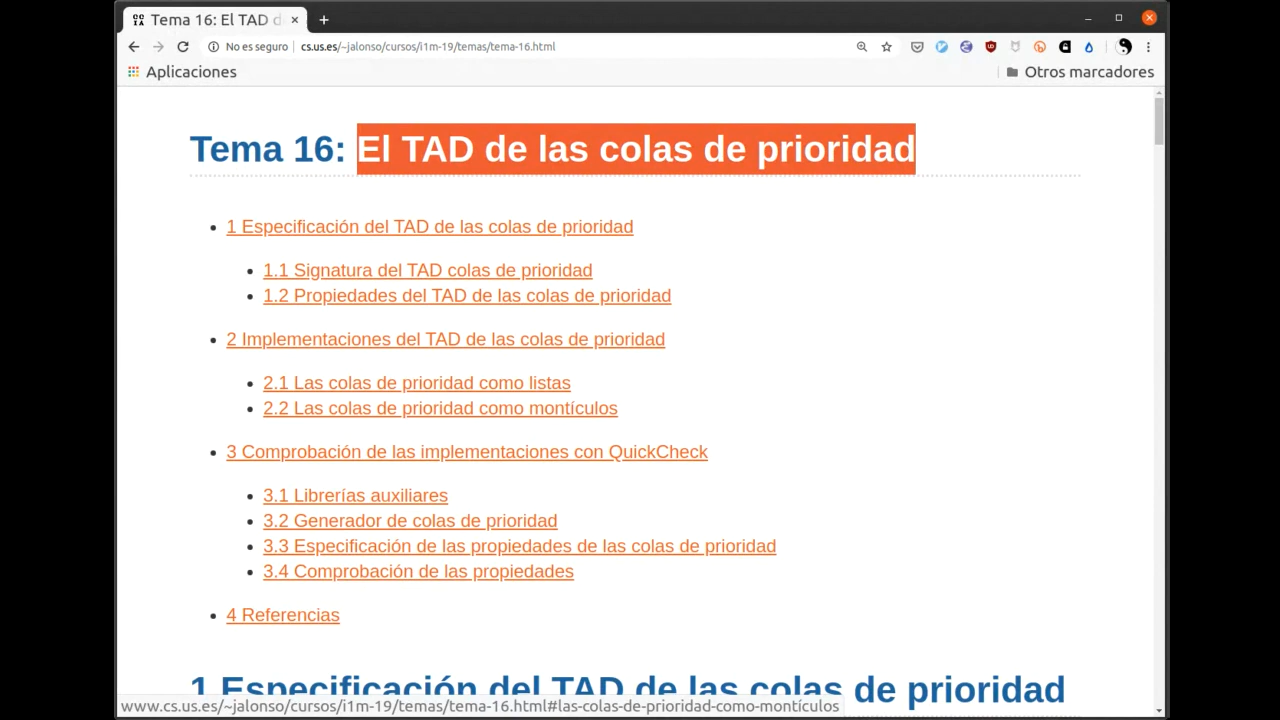 Tema 16: El TAD d
No es seguro cs.us.es/~jalonso/cursos/i1m-19/temas/tema-16.html
Aplicaciones
Otros marcadores
Tema 16: El TAD de las colas de prioridad
1 Especificación del TAD de las colas de prioridad
1.1 Signatura del TAD colas de prioridad
1.2 Propiedades del TAD de las colas de prioridad
2 Implementaciones del TAD de las colas de prioridad
2.1 Las colas de prioridad como listas
2.2 Las colas de prioridad como montículos
3 Comprobación de las implementaciones con QuickCheck
3.1 Librerías auxiliares
3.2 Generador de colas de prioridad
3.3 Especificación de las propiedades de las colas de prioridad
3.4 Comprobación de las propiedades
4 Referencias
1 Especificación del TAD de las colas de prioridad
www.cs.us.es/~jalonso/cursos/i1m-19/temas/tema-16.html#las-colas-de-prioridad-como-montículos